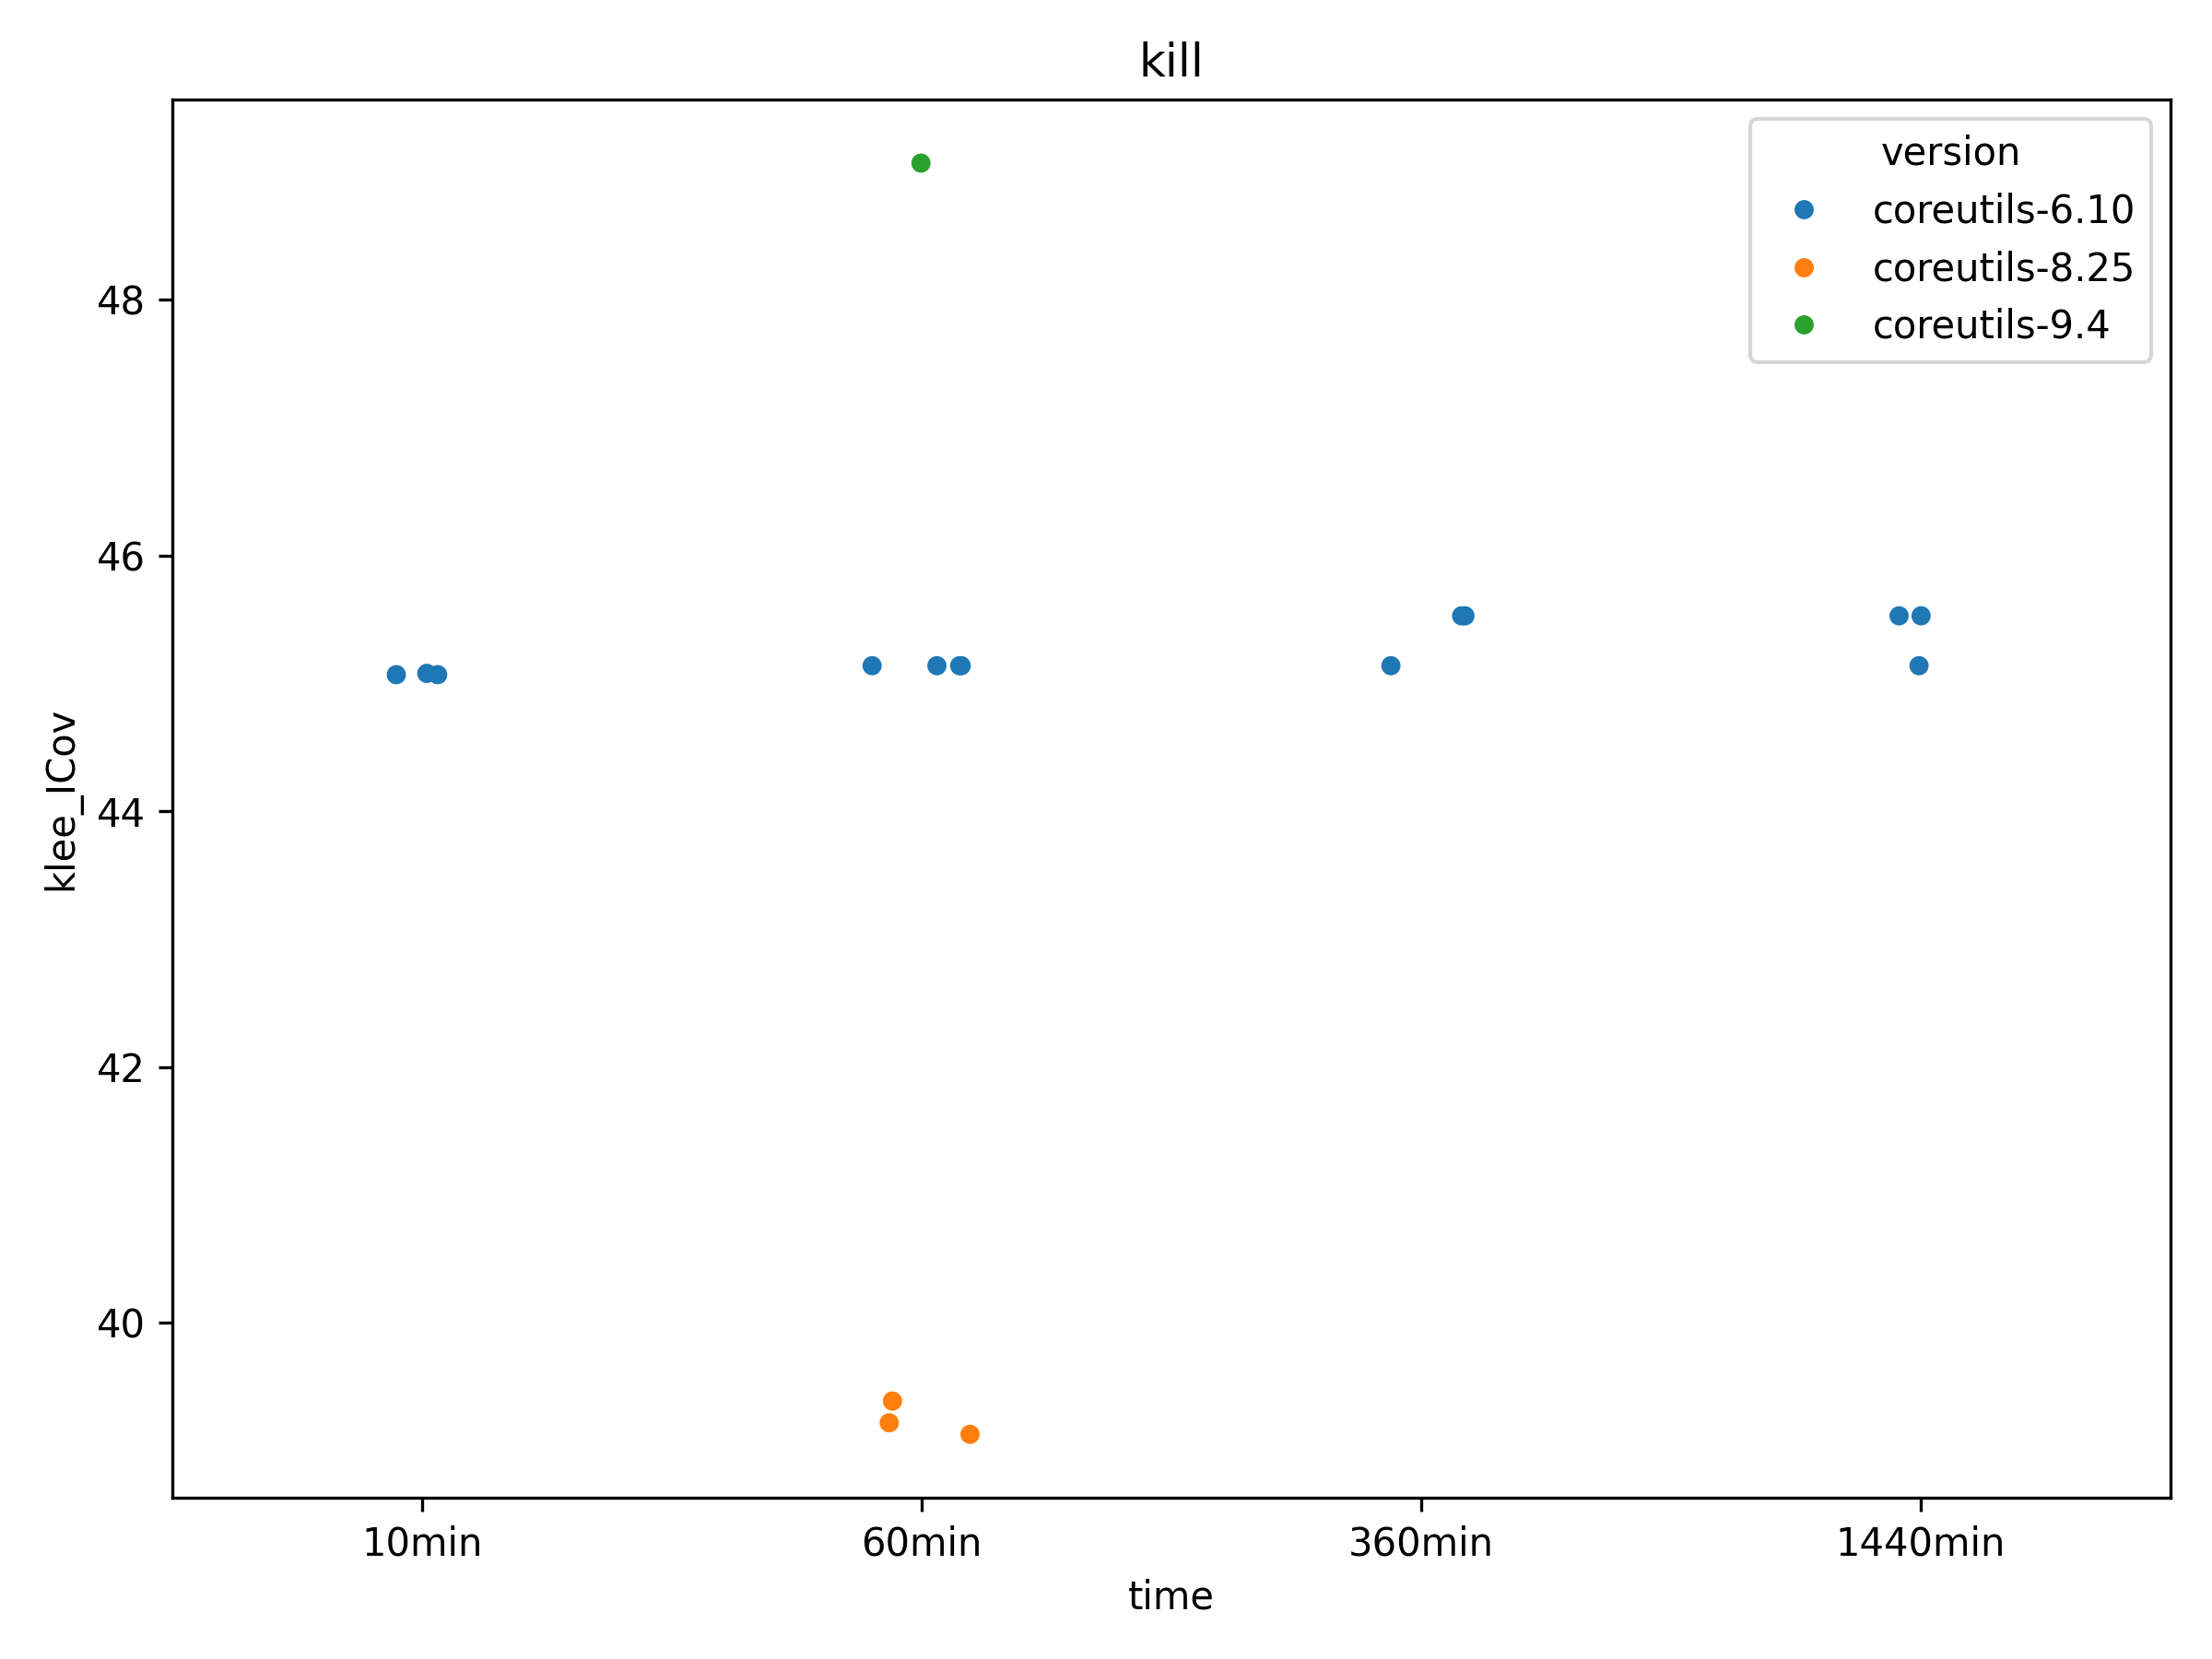 kill
version
coreutils-6.10
coreutils-8.25
coreutils-9.4
klee_ICov
48
46
44
42
40
10min
60min
360min
1440min
time